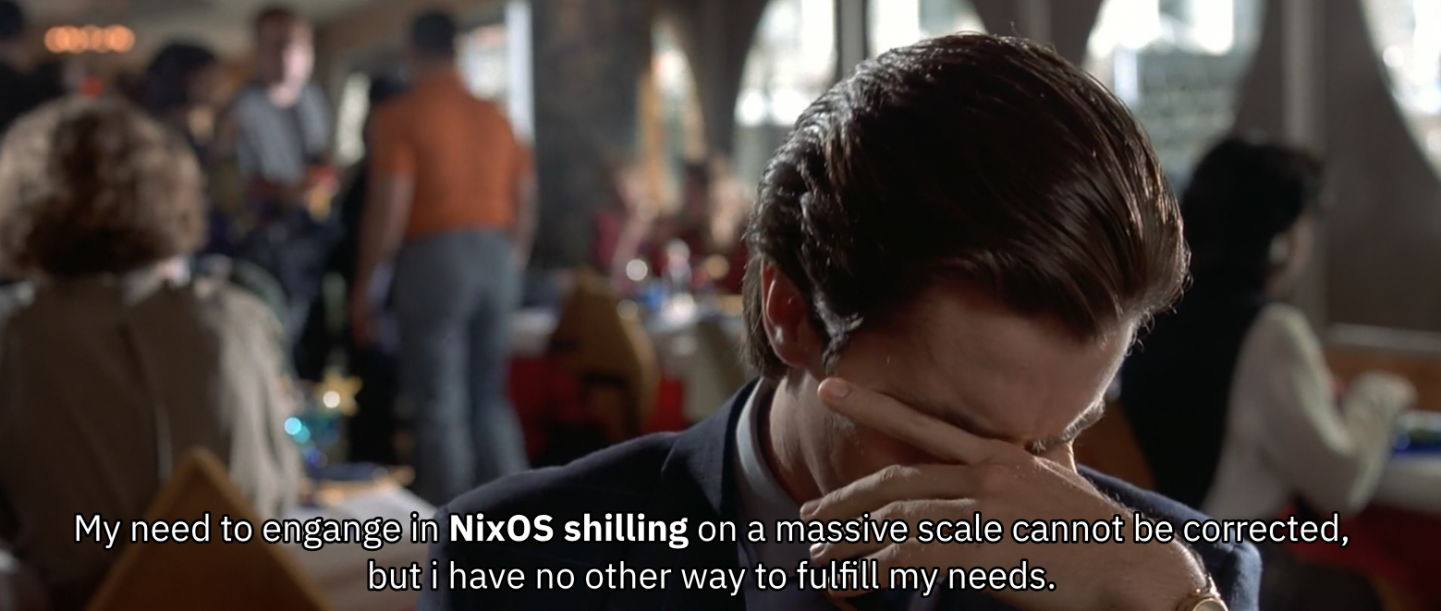 My need to engange in NixOS shilling on a massive scale cannot be corrected,
but i have no other way to fulfill my needs.